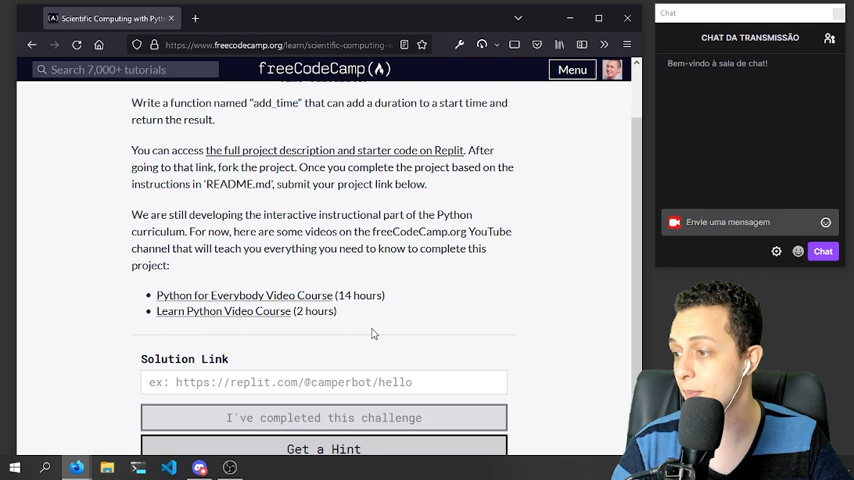 Scientific Computing with Pyth
https://www.freecodecamp.org/learn/scientific-computing-
Search 7,000+ tutorials
freeCodeCamp
Menu
Write a function named "add_time" that can add a duration to a start time and
return the result.
You can access the full project description and starter code on Replit. After
going to that link, fork the project. Once you complete the project based on the
instructions in 'README.md', submit your project link below.
We are still developing the interactive instructional part of the Python
curriculum. For now, here are some videos on the freeCodeCamp.org YouTube
channel that will teach you everything you need to know to complete this
project:
Python for Everybody Video Course (14 hours)
Learn Python Video Course (2 hours)
Solution Link
ex: https://replit.com/@camperbot/hello
I've completed this challenge
Get a Hint
Chat
CHAT DA TRANSMISSÃO
Bem-vindo à sala de chat!
Envie uma mensagem
Chat